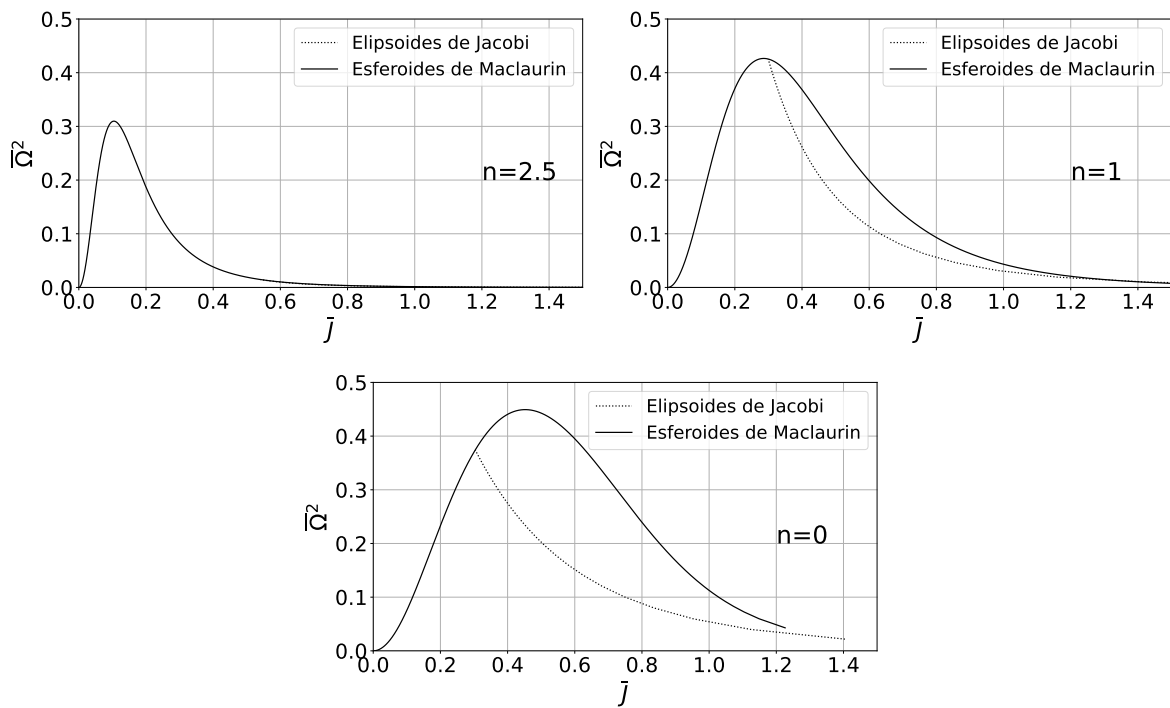 0.5
0.4
0.3
0.2
0.1
0.0
0.0 0.2 0.4 0.6 0.8 1.0 1.2 1.4
Ω̅²
J̄
Elipsoides de Jacobi
Esferoides de Maclaurin
n=2.5
0.5
0.4
0.3
0.2
0.1
0.0
0.0 0.2 0.4 0.6 0.8 1.0 1.2 1.4
Ω̅²
J̄
Elipsoides de Jacobi
Esferoides de Maclaurin
n=1
0.5
0.4
0.3
0.2
0.1
0.0
0.0 0.2 0.4 0.6 0.8 1.0 1.2 1.4
Ω̅²
J̄
Elipsoides de Jacobi
Esferoides de Maclaurin
n=0